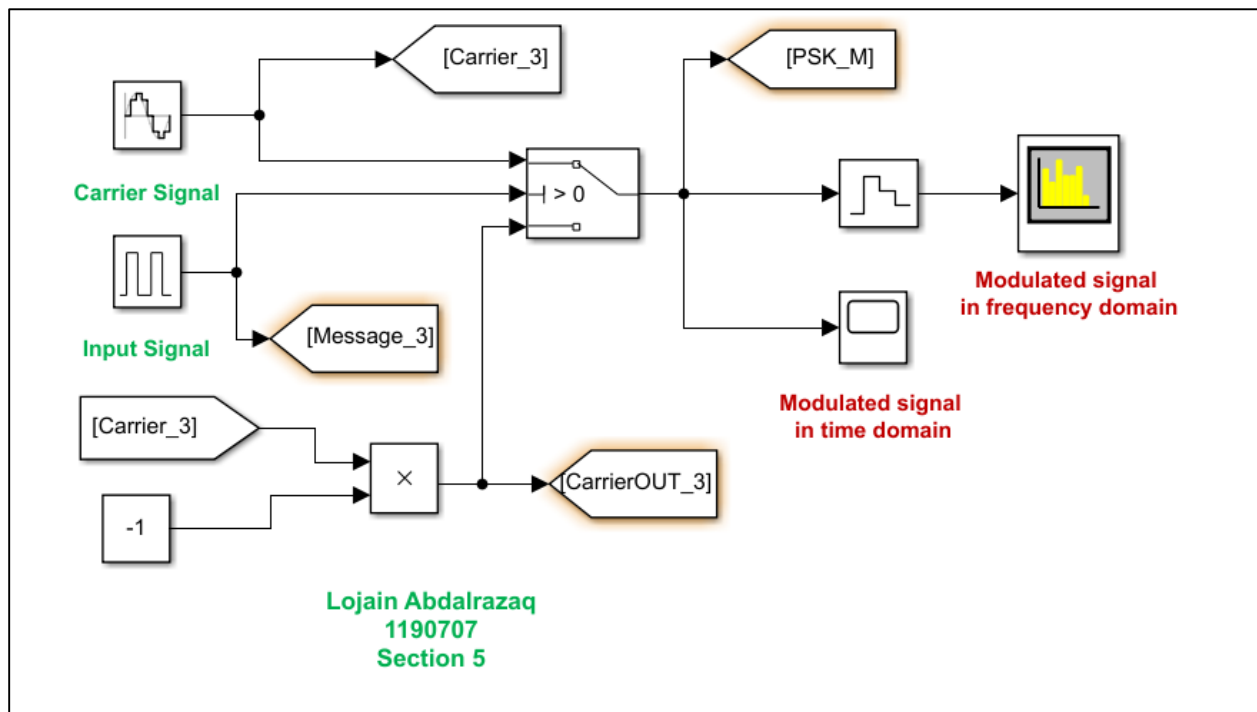 [Carrier_3]
[PSK_M]
Carrier Signal
> 0
Input Signal
[Message_3]
Modulated signal
in frequency domain
Modulated signal
in time domain
[Carrier_3]
×
-1
[CarrierOUT_3]
Lojain Abdalrazaq
1190707
Section 5